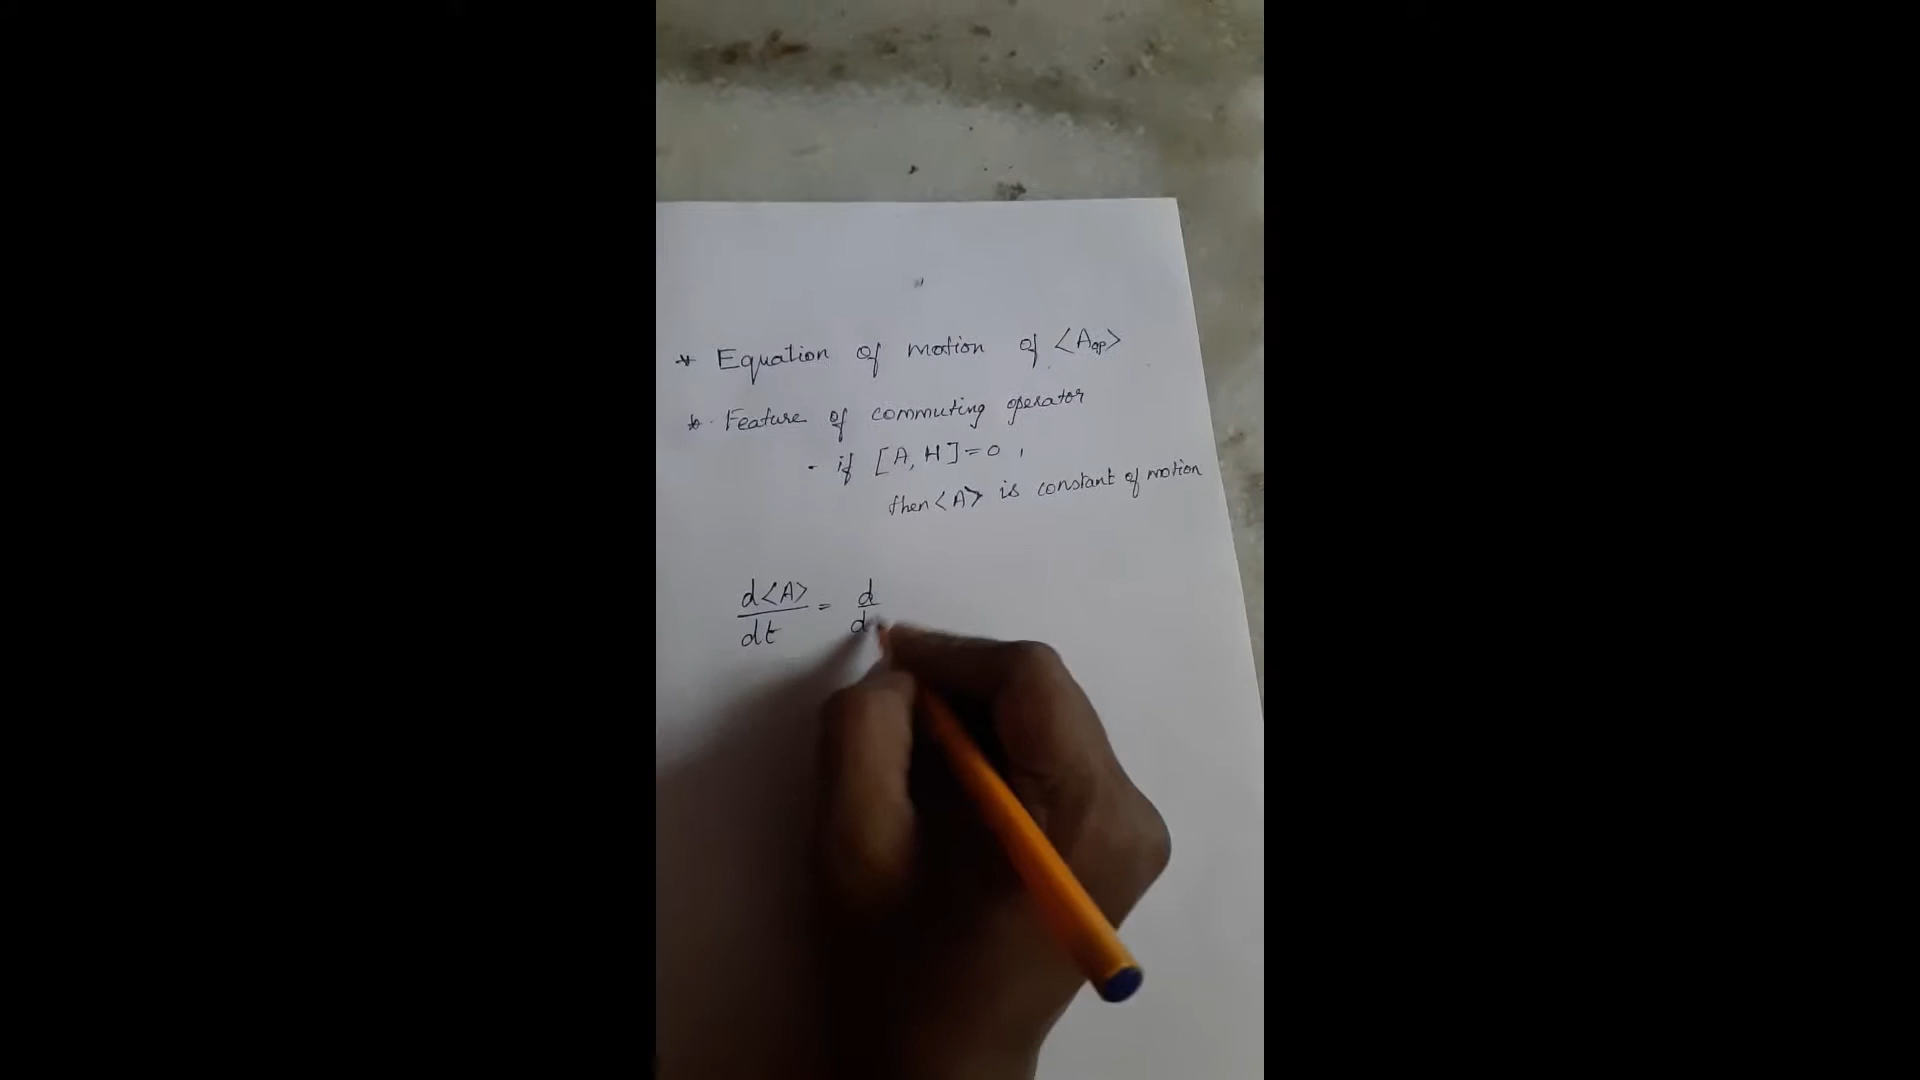 * Equation of motion of <Aop>
* Feature of commuting operator
- if [A, H] = 0,
then <A> is constant of motion
d<A>/dt = d/d